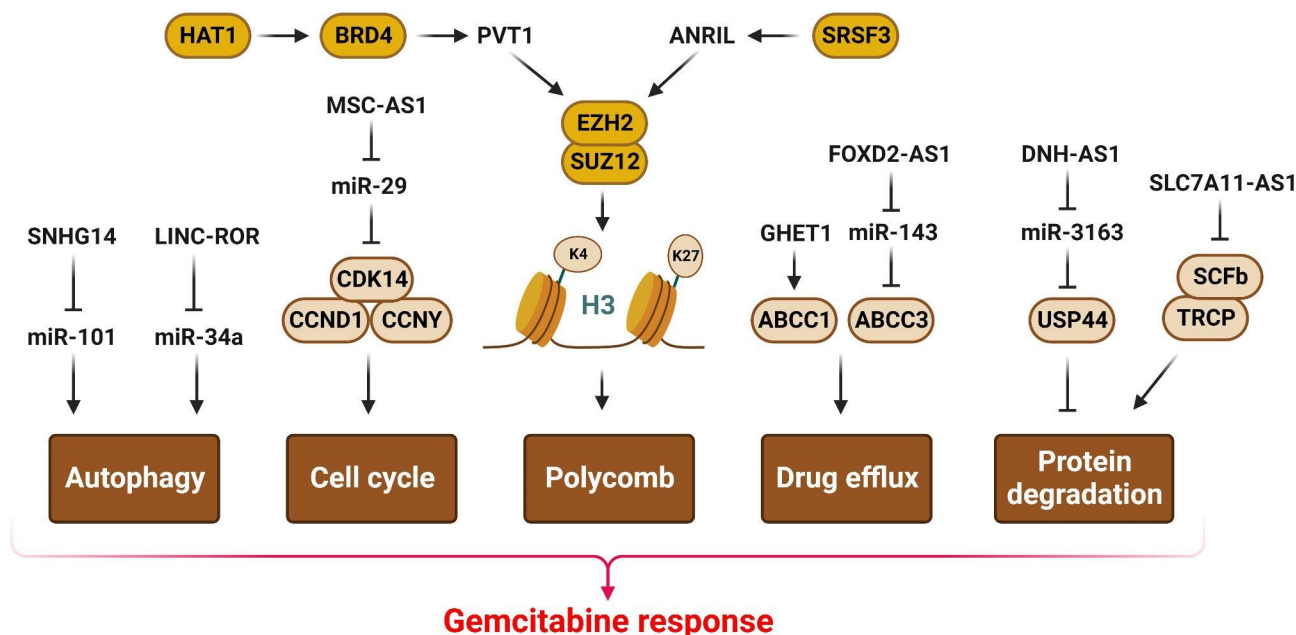 HAT1
BRD4
PVT1
ANRIL
SRSF3
MSC-AS1
miR-29
CDK14
CCND1
CCNY
EZH2
SUZ12
K4
K27
H3
SNHG14
LINC-ROR
miR-101
miR-34a
FOXD2-AS1
GHET1
miR-143
ABCC1
ABCC3
DNH-AS1
miR-3163
USP44
SLC7A11-AS1
SCFb
TRCP
Autophagy
Cell cycle
Polycomb
Drug efflux
Protein
degradation
Gemcitabine response